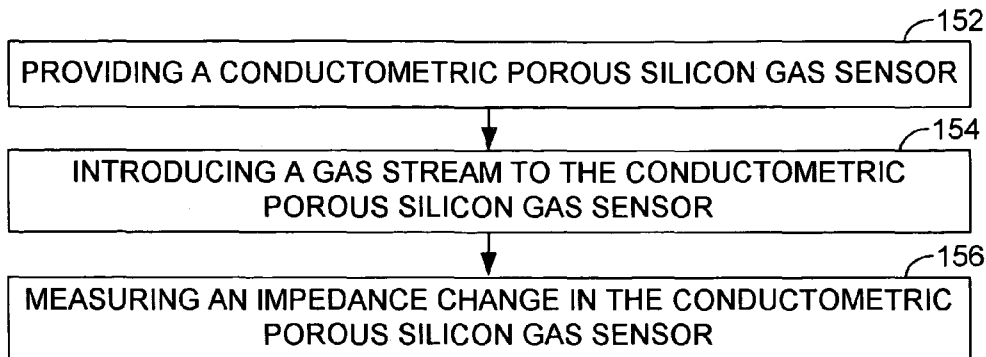 152
PROVIDING A CONDUCTOMETRIC POROUS SILICON GAS SENSOR
154
INTRODUCING A GAS STREAM TO THE CONDUCTOMETRIC
POROUS SILICON GAS SENSOR
156
MEASURING AN IMPEDANCE CHANGE IN THE CONDUCTOMETRIC
POROUS SILICON GAS SENSOR